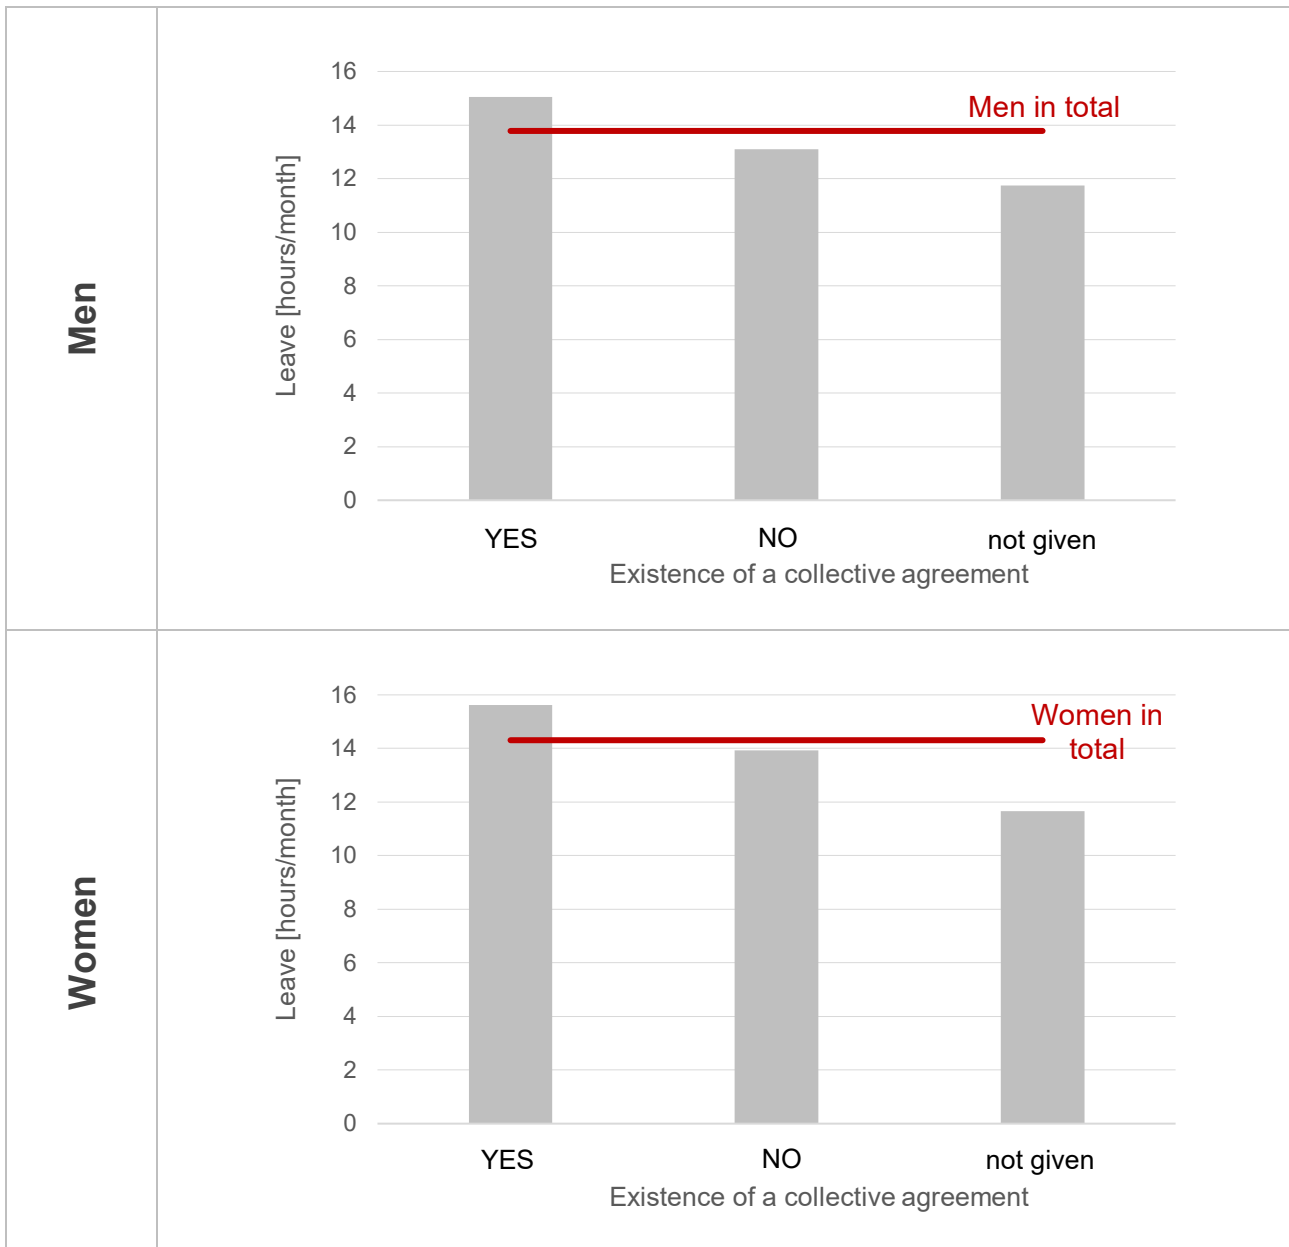 Men
Leave [hours/month]
16
14
12
10
8
6
4
2
0
Men in total
YES
NO
not given
Existence of a collective agreement
Women
Leave [hours/month]
16
14
12
10
8
6
4
2
0
Women in
total
YES
NO
not given
Existence of a collective agreement